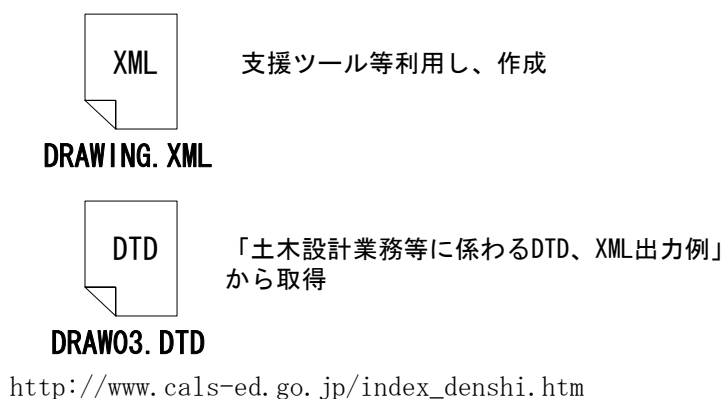 XML
支援ツール等利用し、作成
DRAWING.XML
DTD
「土木設計業務等に係わるDTD、XML出力例」
から取得
DRAW03.DTD
http://www.cals-ed.go.jp/index_denshi.htm